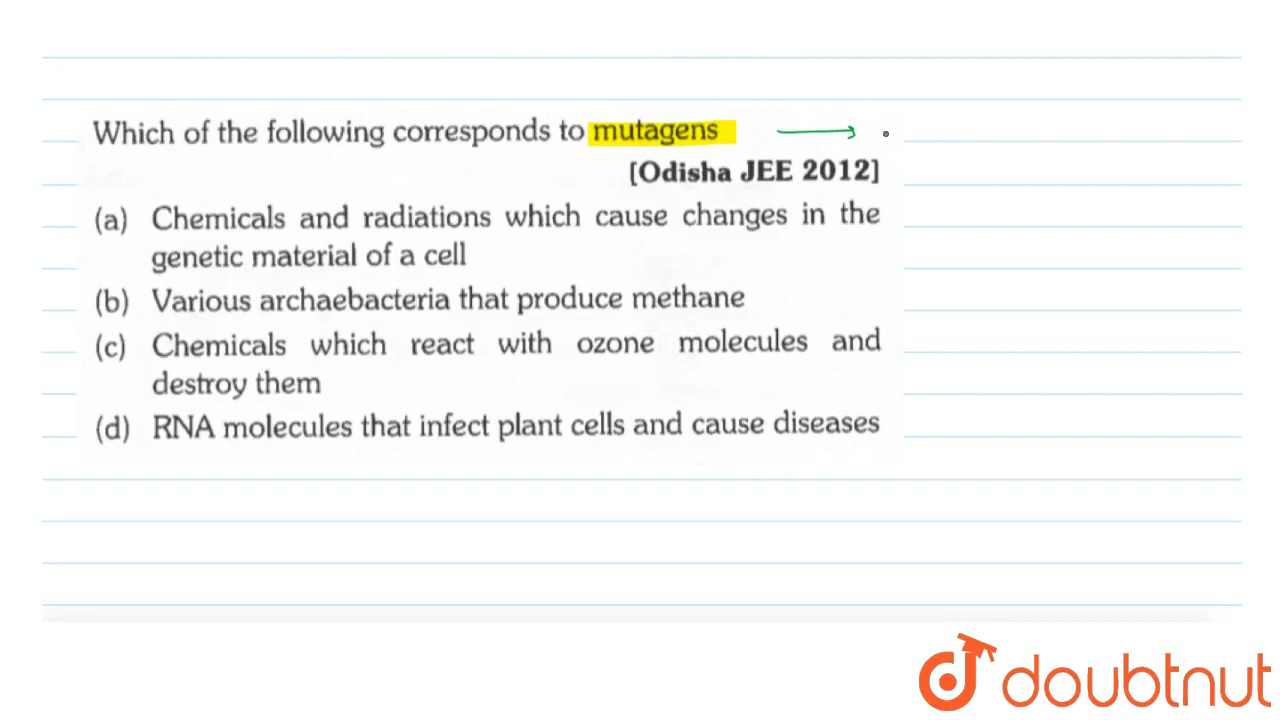 Which of the following corresponds to mutagens
[Odisha JEE 2012]
(a) Chemicals and radiations which cause changes in the
genetic material of a cell
(b) Various archaebacteria that produce methane
(c) Chemicals which react with ozone molecules and
destroy them
(d) RNA molecules that infect plant cells and cause diseases
doubtnut